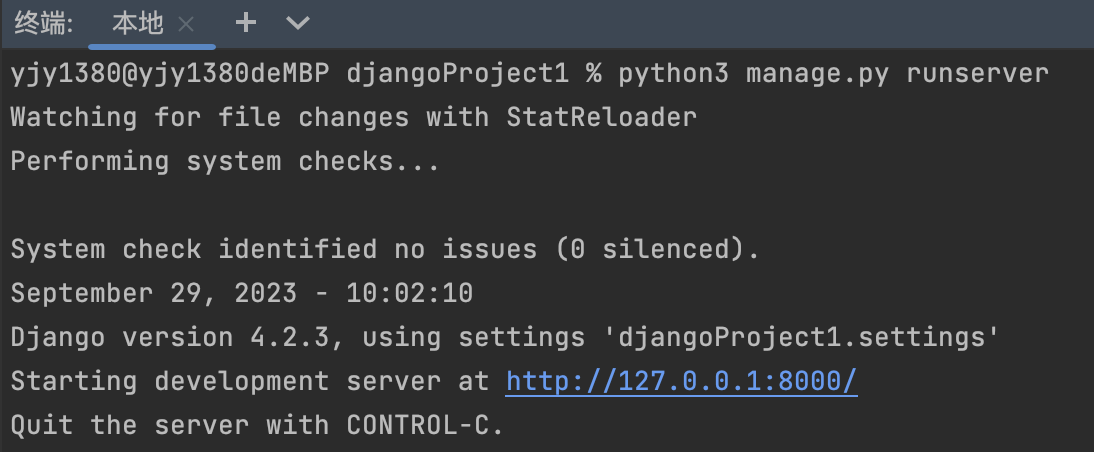 终端: 本地
yjy1380@yjy1380deMBP djangoProject1 % python3 manage.py runserver
Watching for file changes with StatReloader
Performing system checks...
System check identified no issues (0 silenced).
September 29, 2023 - 10:02:10
Django version 4.2.3, using settings 'djangoProject1.settings'
Starting development server at http://127.0.0.1:8000/
Quit the server with CONTROL-C.